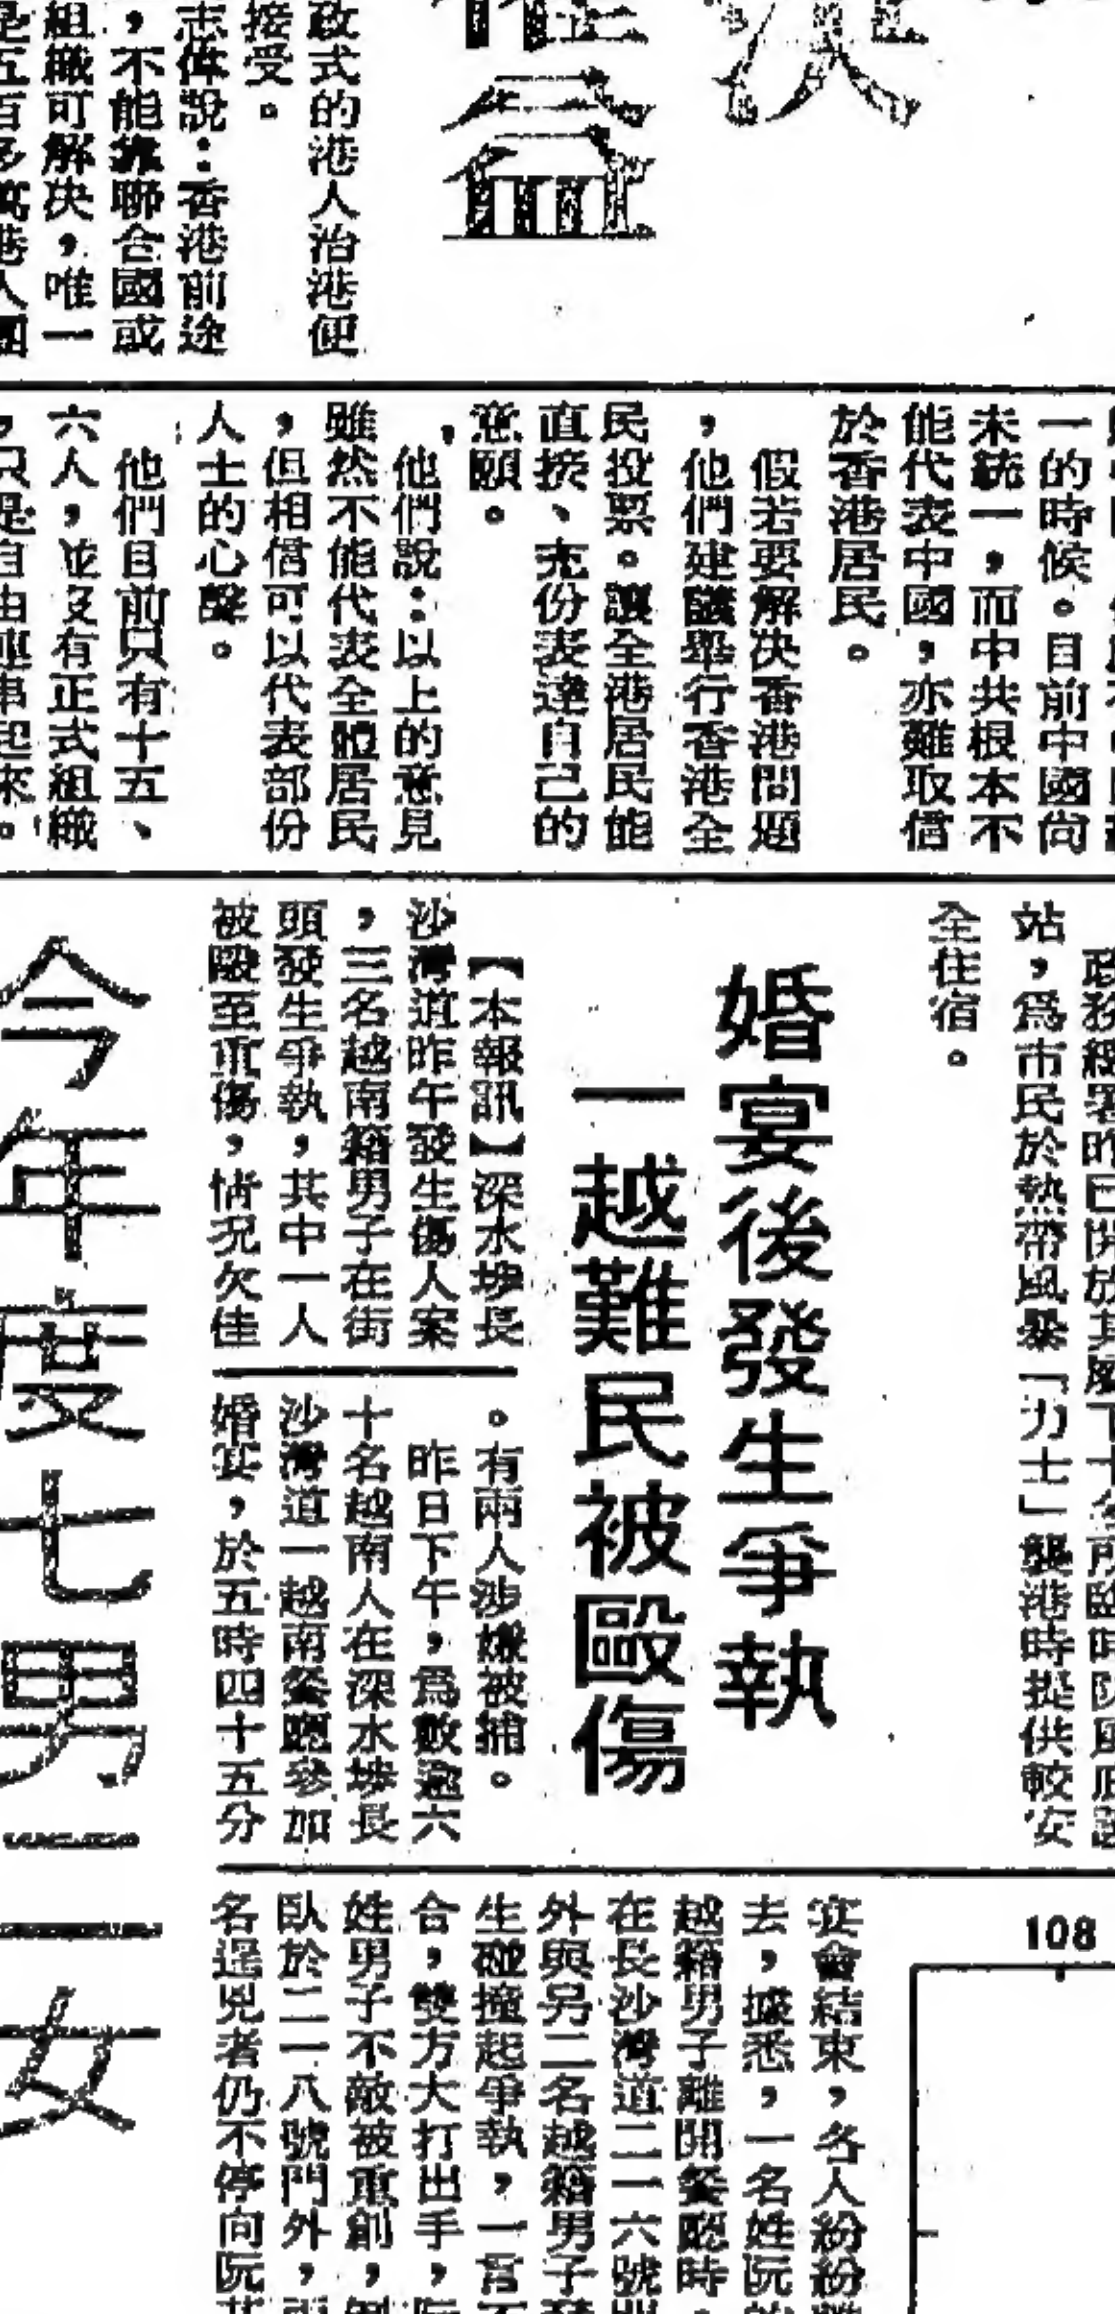 益
政式的港人治港便
接受。
志偉說：香港前途
，不能靠聯合國或
組織可解决，唯一
是五百多萬港人團
一的時候。目前中國尙
未統一，而中共根本不
能代表中國，亦難取信
於香港居民。
假若要解决香港問題
，他們建議舉行香港全
民投票。讓全港居民能
直接、充份表達自己的
意願。
他們說：以上的意見
，雖然不能代表全體居民
，但相信可以代表部份
人士的心聲。
他們目前只有十五、
六人，並沒有正式組織
，只是自由連串起來。
站，爲市民於熱帶風暴「力士」襲港時提供較安
全住宿。
婚宴後發生爭執
一越難民被毆傷
【本報訊】深水埗長
沙灣道昨午發生傷人案
，三名越南籍男子在街
頭發生爭執，其中一人
被毆至重傷，情況欠佳
。有兩人涉嫌被捕。
昨日下午，爲數逾六
十名越南人在深水埗長
沙灣道一越南餐廳參加
婚宴，於五時四十五分
宴會結束，各人紛紛離
去，據悉，一名姓阮
越籍男子離開餐廳時，
在長沙灣道二一六號
外與另二名越籍男子
生碰撞起爭執，一言不
合，雙方大打出手，阮
姓男子不敵被重創，
臥於二一八號門外，
名逞兇者仍不停向阮
今年度七男二女
108